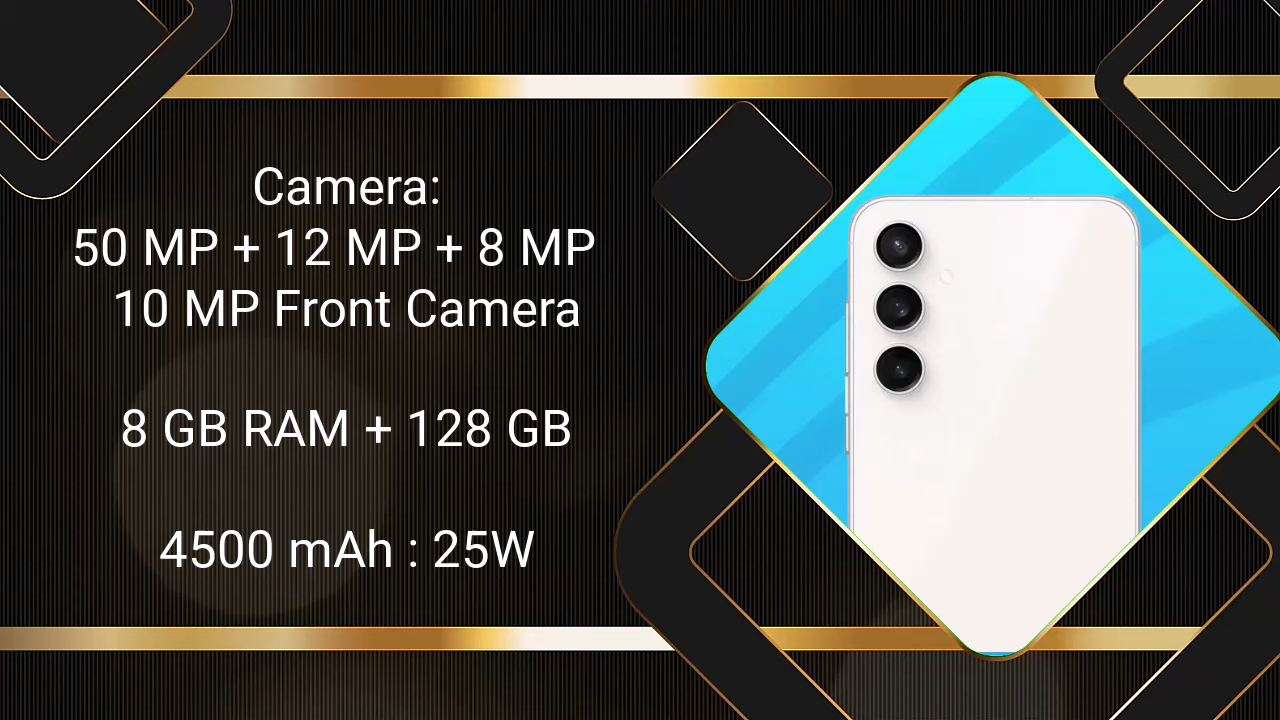 Camera:
50 MP + 12 MP + 8 MP
10 MP Front Camera
8 GB RAM + 128 GB
4500 mAh : 25W